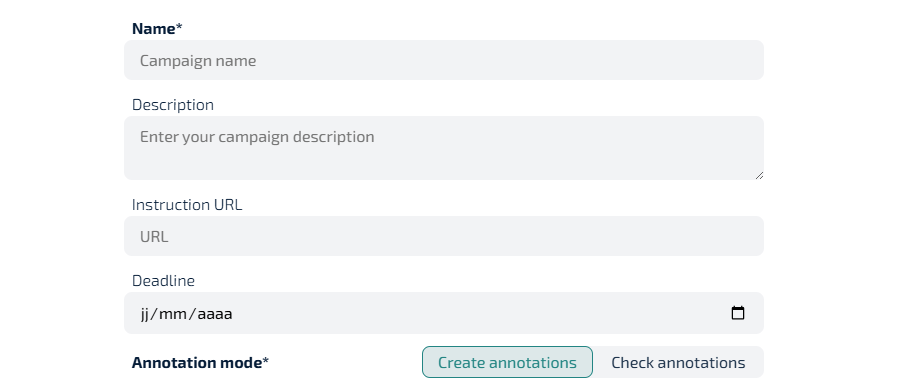 Name*
Campaign name
Description
Enter your campaign description
Instruction URL
URL
Deadline
jj/mm/aaaa
Annotation mode* Create annotations Check annotations